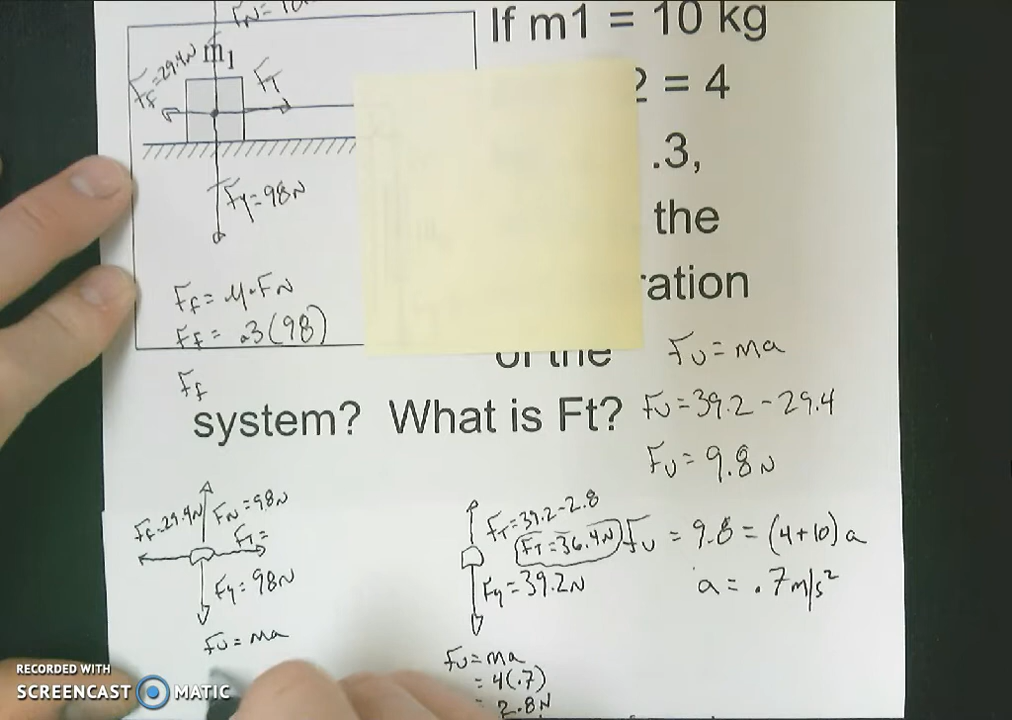 If m1 = 10 kg
m1
Ff=29.4N
FT
2 = 4
.3,
Fg=98N
the
ration
Ff= μ·FN
Ff= .3(98)
Ff
of the
FU=ma
system? What is Ft?
FU=39.2-29.4
FU=9.8N
Ff=29.4N
FN=98N
FT=
Fg=98N
FU=ma
FT=39.2-2.8
FT=36.4N
Fg=39.2N
FU = 9.8 = (4+10)a
a = .7m/s²
FU=ma
= 4(.7)
= 2.8N
RECORDED WITH
SCREENCAST MATIC